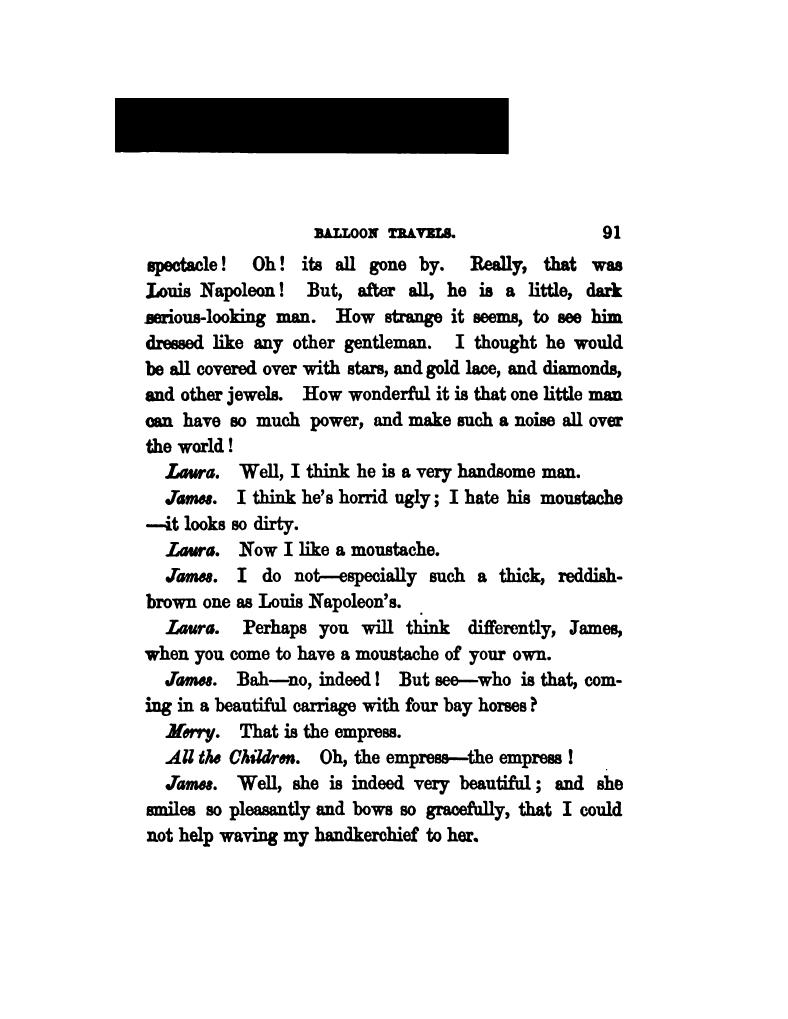 BALLOON TRAVELS. 91
spectacle! Oh! its all gone by. Really, that was
Louis Napoleon! But, after all, he is a little, dark
serious-looking man. How strange it seems, to see him
dressed like any other gentleman. I thought he would
be all covered over with stars, and gold lace, and diamonds,
and other jewels. How wonderful it is that one little man
can have so much power, and make such a noise all over
the world!
Laura. Well, I think he is a very handsome man.
James. I think he's horrid ugly; I hate his moustache
—it looks so dirty.
Laura. Now I like a moustache.
James. I do not—especially such a thick, reddish-
brown one as Louis Napoleon's.
Laura. Perhaps you will think differently, James,
when you come to have a moustache of your own.
James. Bah—no, indeed! But see—who is that, com-
ing in a beautiful carriage with four bay horses?
Merry. That is the empress.
All the Children. Oh, the empress—the empress!
James. Well, she is indeed very beautiful; and she
smiles so pleasantly and bows so gracefully, that I could
not help waving my handkerchief to her.